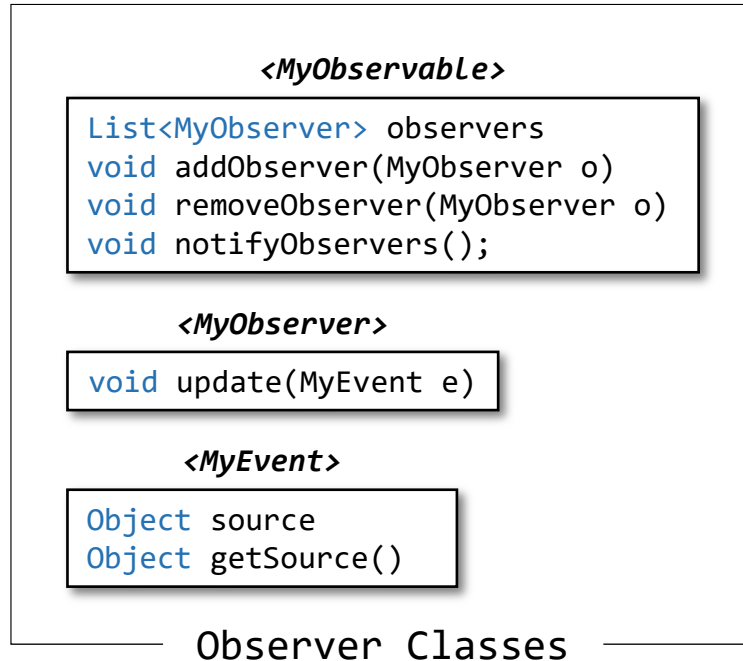 <MyObservable>
List<MyObserver> observers
void addObserver(MyObserver o)
void removeObserver(MyObserver o)
void notifyObservers();
<MyObserver>
void update(MyEvent e)
<MyEvent>
Object source
Object getSource()
Observer Classes